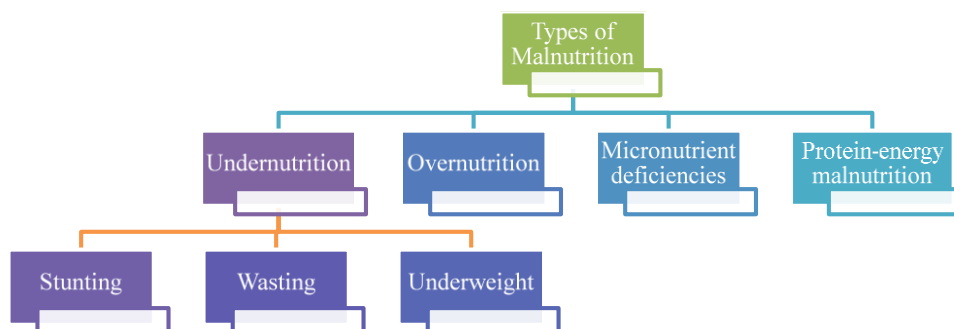 Types of
Malnutrition
Undernutrition
Overnutrition
Micronutrient
deficiencies
Protein-energy
malnutrition
Stunting
Wasting
Underweight